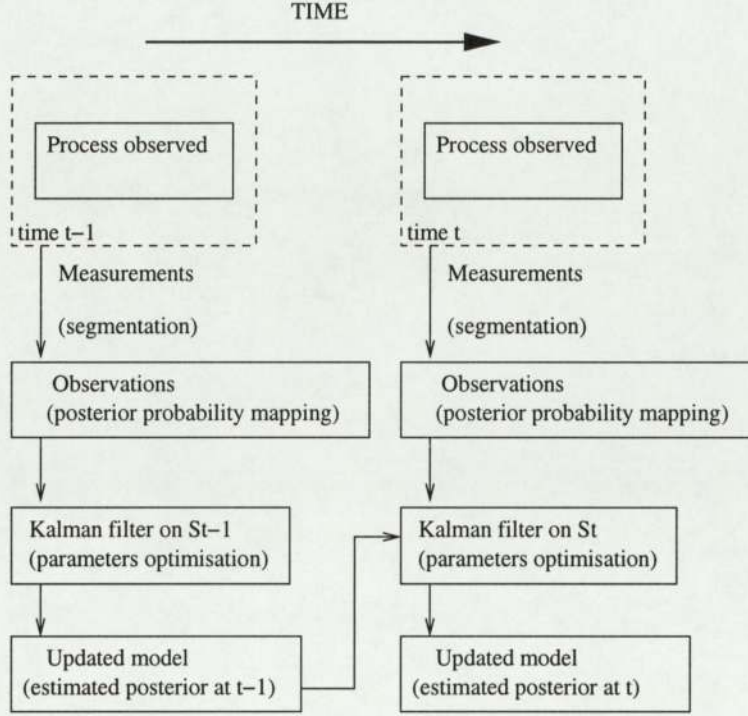 TIME
Process observed
time t−1
Measurements
(segmentation)
Observations
(posterior probability mapping)
Kalman filter on St−1
(parameters optimisation)
Updated model
(estimated posterior at t−1)
Process observed
time t
Measurements
(segmentation)
Observations
(posterior probability mapping)
Kalman filter on St
(parameters optimisation)
Updated model
(estimated posterior at t)